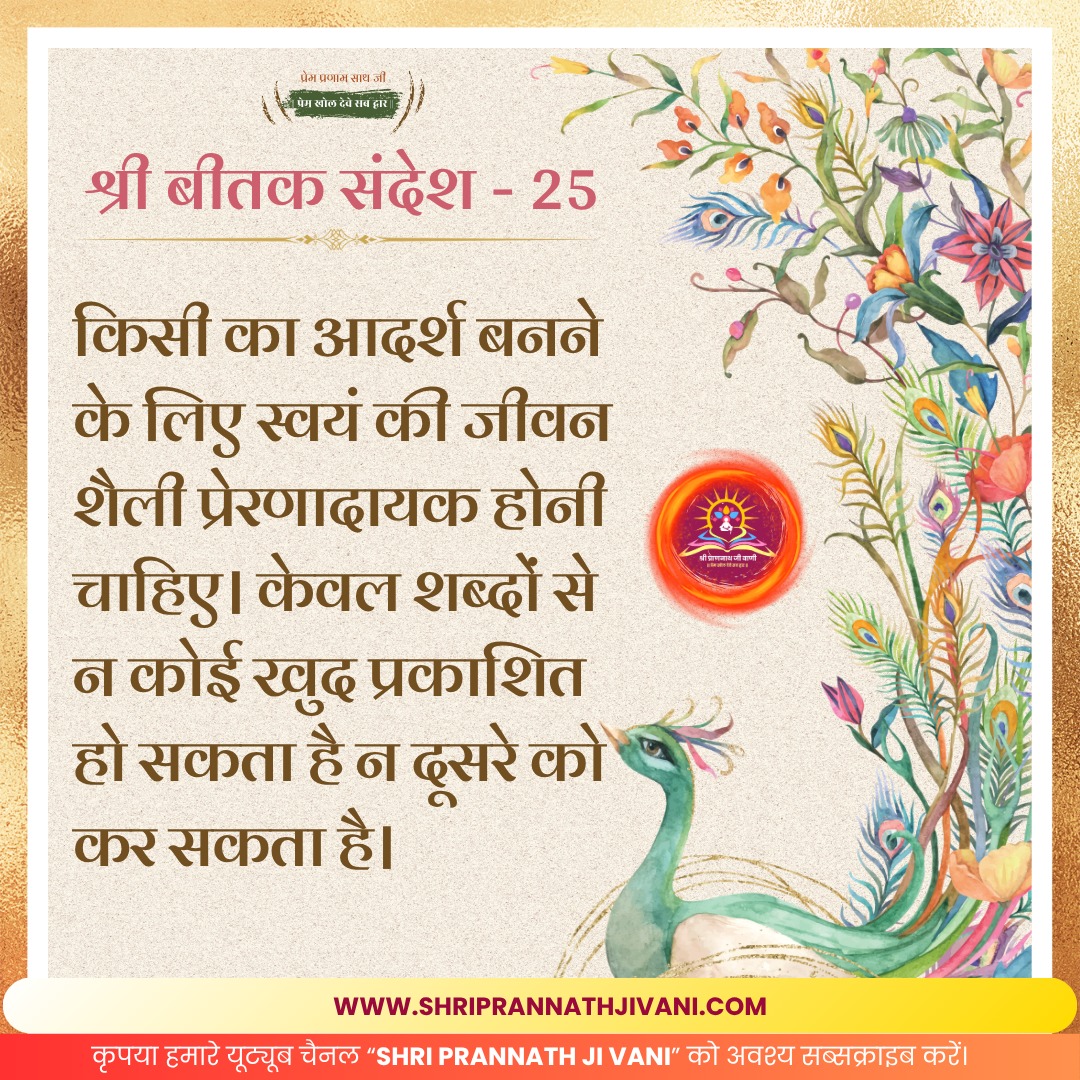 प्रेम प्रणाम साथ जी
प्रेम खोल देवे सब द्वार
श्री बीतक संदेश - 25
किसी का आदर्श बनने
के लिए स्वयं की जीवन
शैली प्रेरणादायक होनी
चाहिए। केवल शब्दों से
न कोई खुद प्रकाशित
हो सकता है न दूसरे को
कर सकता है।
श्री प्राणनाथ जी वाणी
WWW.SHRIPRANNATHJIVANI.COM
कृपया हमारे यूट्यूब चैनल “SHRI PRANNATH JI VANI” को अवश्य सब्सक्राइब करें।